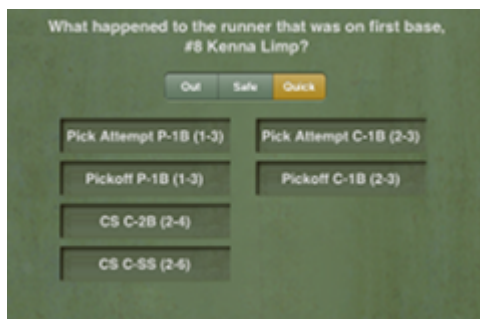 What happened to the runner that was on first base,
#8 Kenna Limp?
Out Safe Quick
Pick Attempt P-1B (1-3) Pick Attempt C-1B (2-3)
Pickoff P-1B (1-3) Pickoff C-1B (2-3)
CS C-2B (2-4)
CS C-SS (2-6)